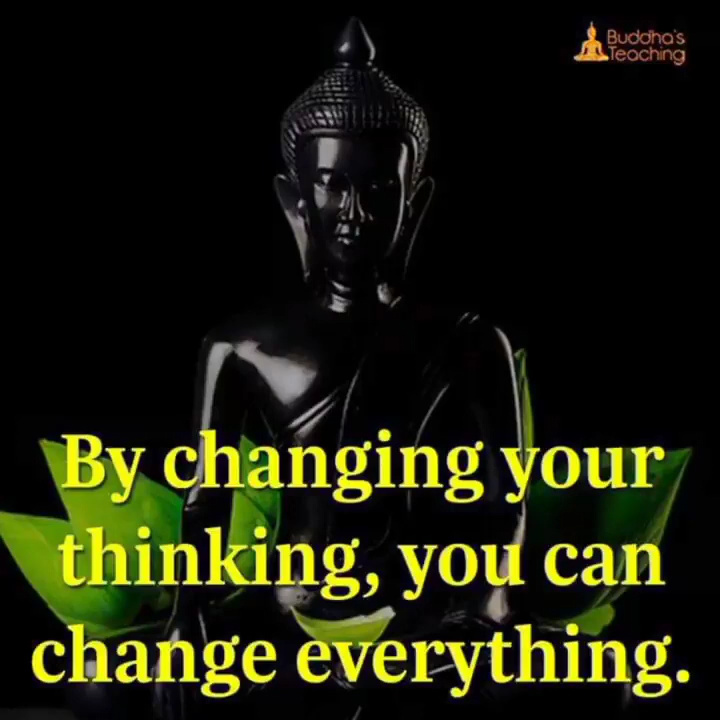 Buddha's
Teaching
By changing your
thinking, you can
change everything.